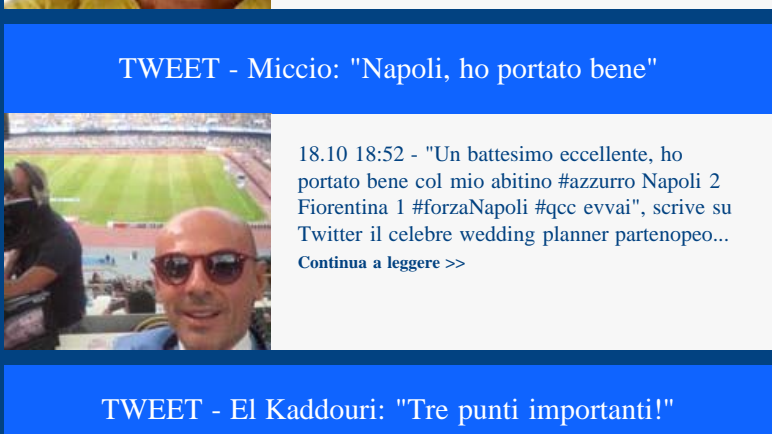 TWEET - Miccio: "Napoli, ho portato bene"
18.10 18:52 - "Un battesimo eccellente, ho
portato bene col mio abitino #azzurro Napoli 2
Fiorentina 1 #forzaNapoli #qcc evvai", scrive su
Twitter il celebre wedding planner partenopeo...
Continua a leggere >>
TWEET - El Kaddouri: "Tre punti importanti!"